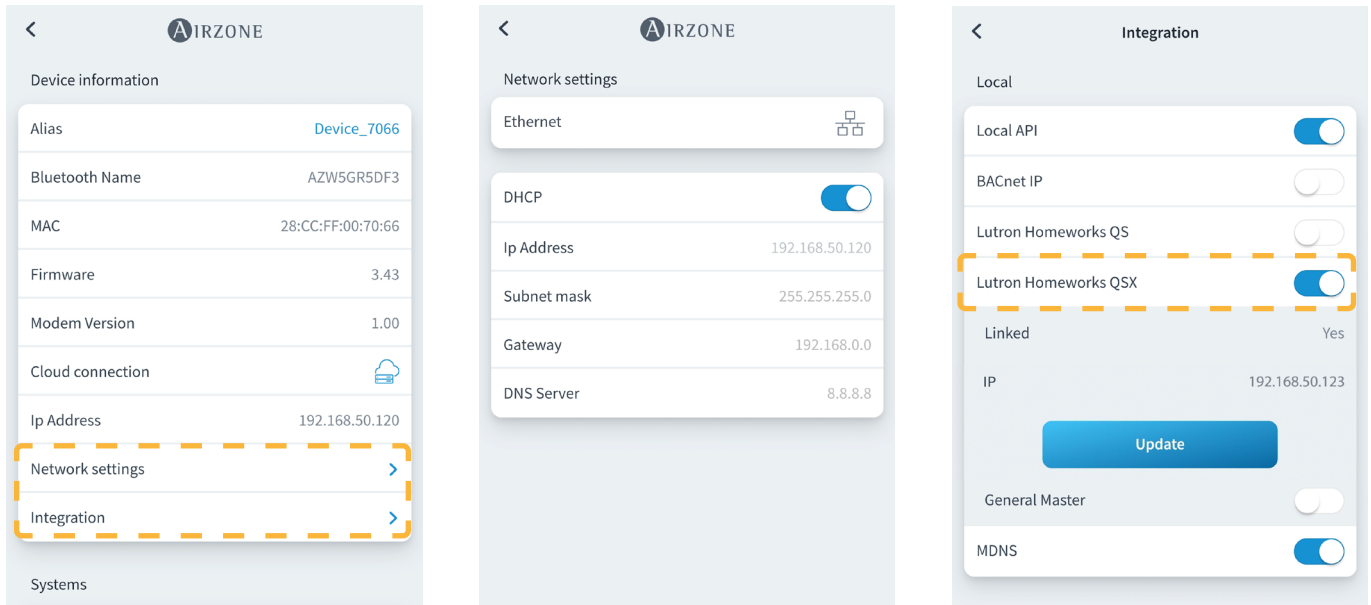 AIRZONE
Device information
Alias Device_7066
Bluetooth Name AZW5GR5DF3
MAC 28:CC:FF:00:70:66
Firmware 3.43
Modem Version 1.00
Cloud connection
Ip Address 192.168.50.120
Network settings
Integration
Systems
AIRZONE
Network settings
Ethernet
DHCP
Ip Address 192.168.50.120
Subnet mask 255.255.255.0
Gateway 192.168.0.0
DNS Server 8.8.8.8
Integration
Local
Local API
BACnet IP
Lutron Homeworks QS
Lutron Homeworks QSX
Linked Yes
IP 192.168.50.123
Update
General Master
MDNS